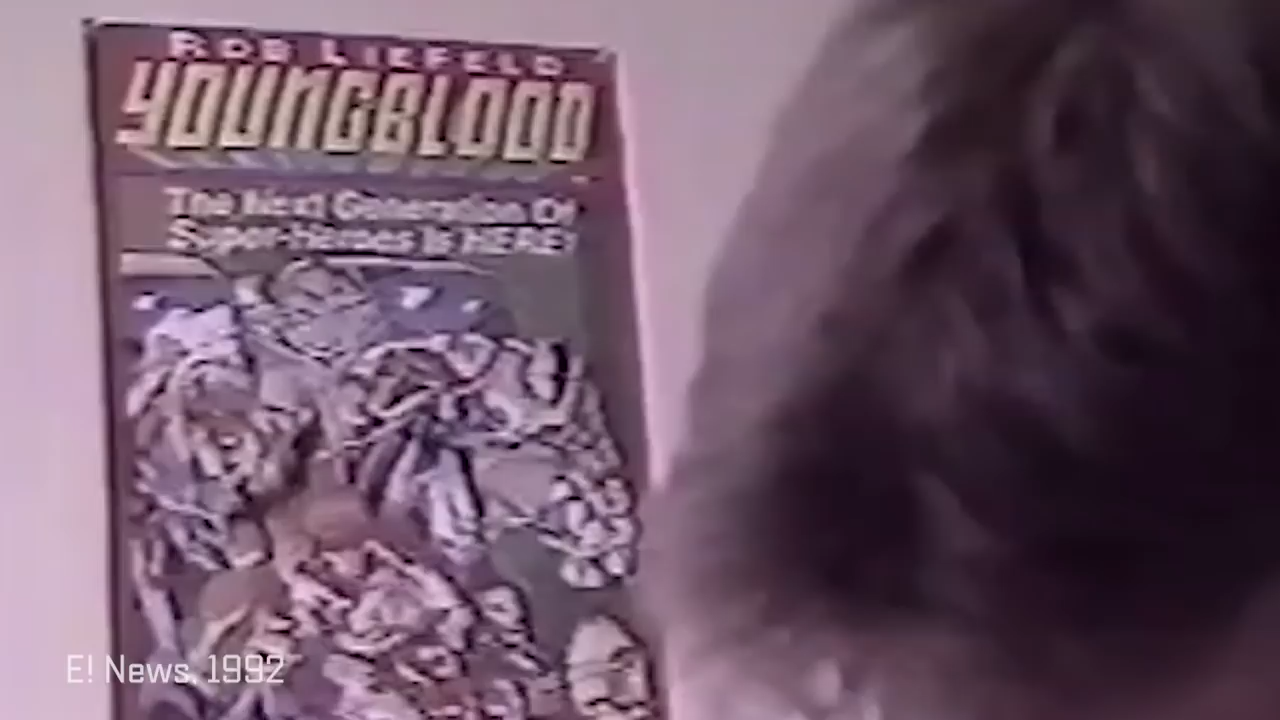 ROB LIEFELD
YOUNGBLOOD
The Next Generation Of
Super-Heroes Is HERE!
E! News, 1992